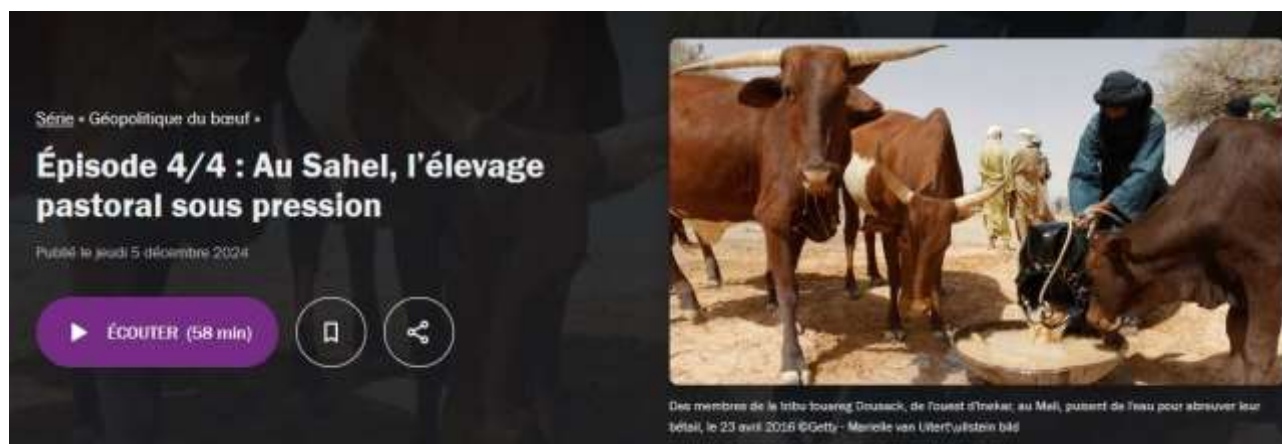 Série « Géopolitique du bœuf »
Épisode 4/4 : Au Sahel, l'élevage
pastoral sous pression
Publié le jeudi 5 décembre 2024
ÉCOUTER (58 min)
Des membres de la tribu touareg Dousack, de l'ouest d'Inekar, au Mali, puisent de l'eau pour abreuver leur
bétail, le 23 avril 2016 ©Getty - Marielle van Uitert\ullstein bild